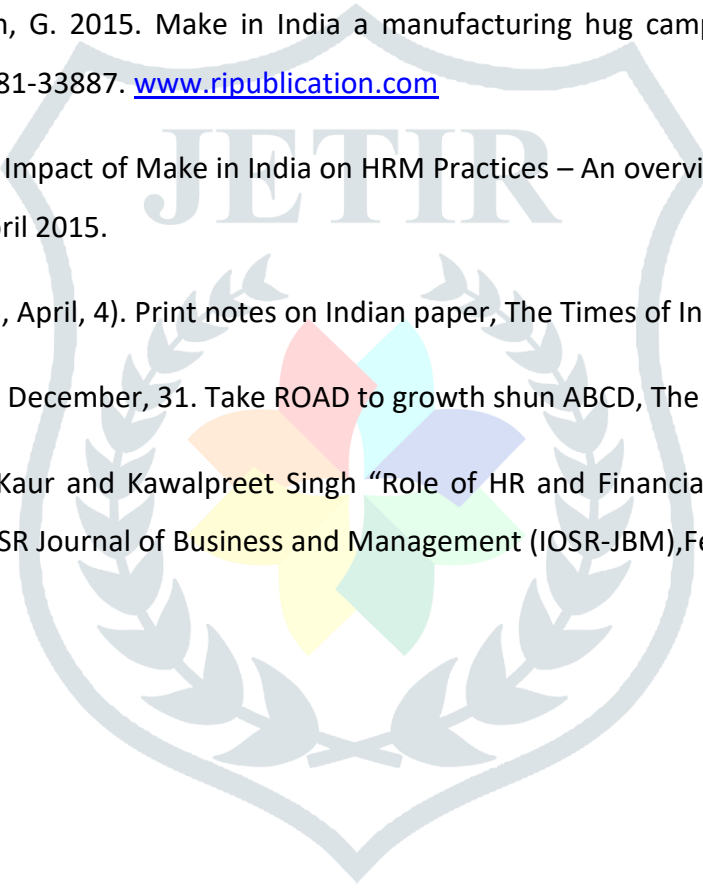 n, G. 2015. Make in India a manufacturing hug camp
81-33887. www.ripublication.com
JETIR
Impact of Make in India on HRM Practices – An overvi
ril 2015.
, April, 4). Print notes on Indian paper, The Times of In
December, 31. Take ROAD to growth shun ABCD, The
Kaur and Kawalpreet Singh “Role of HR and Financia
SR Journal of Business and Management (IOSR-JBM),Fe